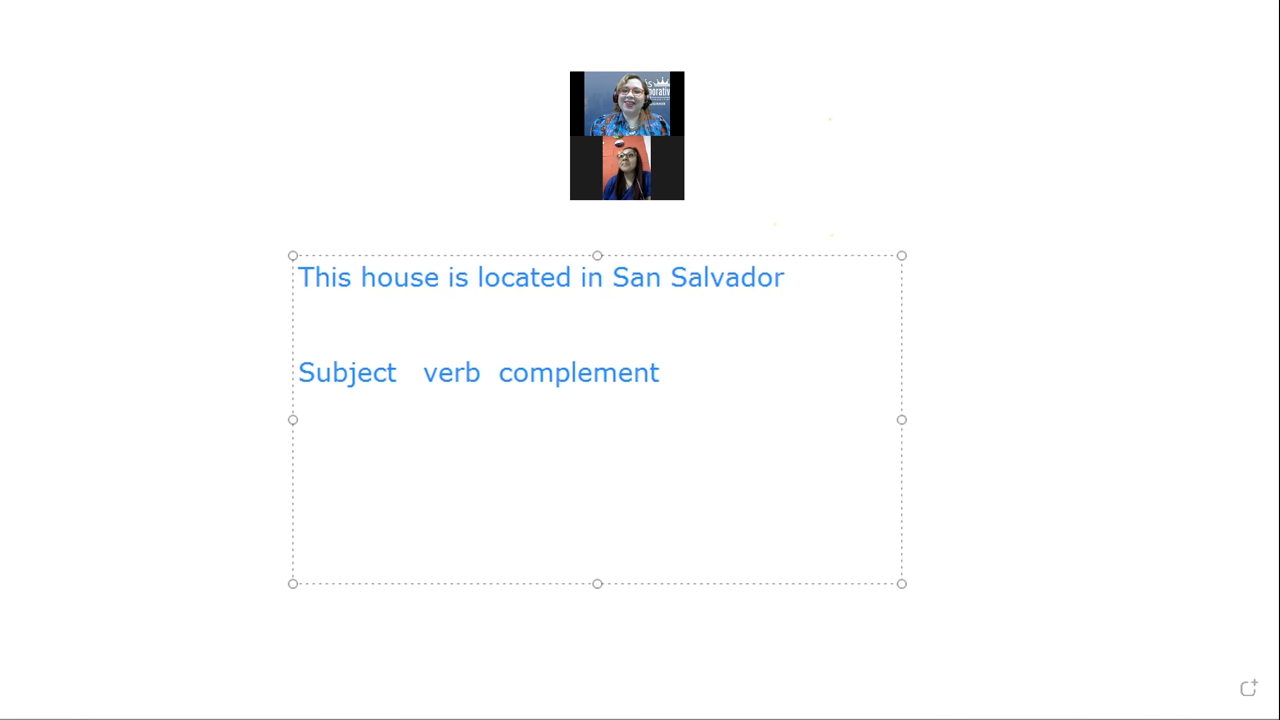 This house is located in San Salvador
Subject verb complement